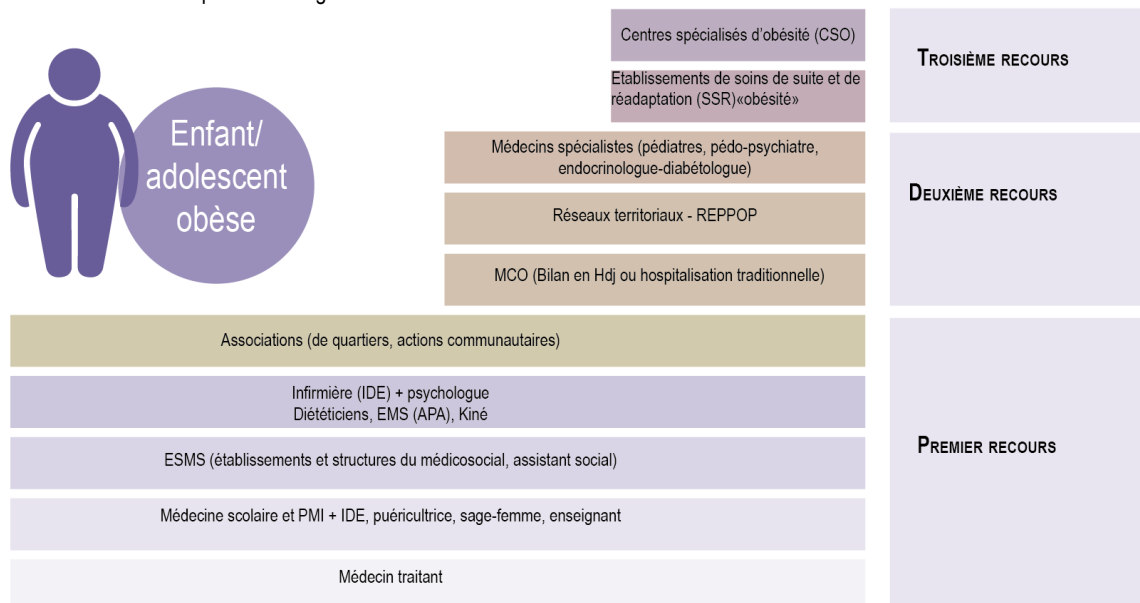 Centres spécialisés d'obésité (CSO)
TROISIÈME RECOURS
Etablissements de soins de suite et de
réadaptation (SSR)«obésité»
Enfant/
adolescent
obèse
Médecins spécialistes (pédiatres, pédo-psychiatre,
endocrinologue-diabétologue)
DEUXIÈME RECOURS
Réseaux territoriaux - REPPOP
MCO (Bilan en Hdj ou hospitalisation traditionnelle)
Associations (de quartiers, actions communautaires)
Infirmière (IDE) + psychologue
Diététiciens, EMS (APA), Kiné
PREMIER RECOURS
ESMS (établissements et structures du médicosocial, assistant social)
Médecine scolaire et PMI + IDE, puéricultrice, sage-femme, enseignant
Médecin traitant